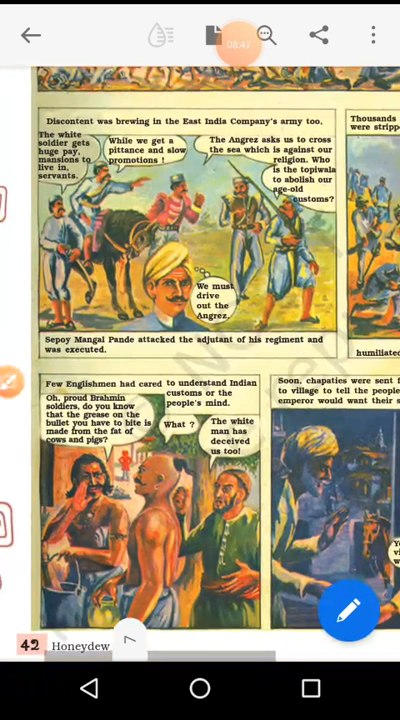 08:47
Discontent was brewing in the East India Company's army too.
The white
soldier gets
huge pay,
mansions to
live in,
servants.
While we get a
pittance and slow
promotions !
The Angrez asks us to cross
the sea which is against our
religion. Who
is the topiwala
to abolish our
age-old
customs?
We must
drive
out the
Angrez.
Sepoy Mangal Pande attacked the adjutant of his regiment and
was executed.
Thousands
were stripp
humiliated
Few Englishmen had cared to understand Indian
customs or the
people's mind.
Oh, proud Brahmin
soldiers, do you know
that the grease on the
bullet you have to bite is
made from the fat of
cows and pigs?
What ?
The white
man has
deceived
us too!
Soon, chapaties were sent f
to village to tell the people
emperor would want their s
42 Honeydew
7